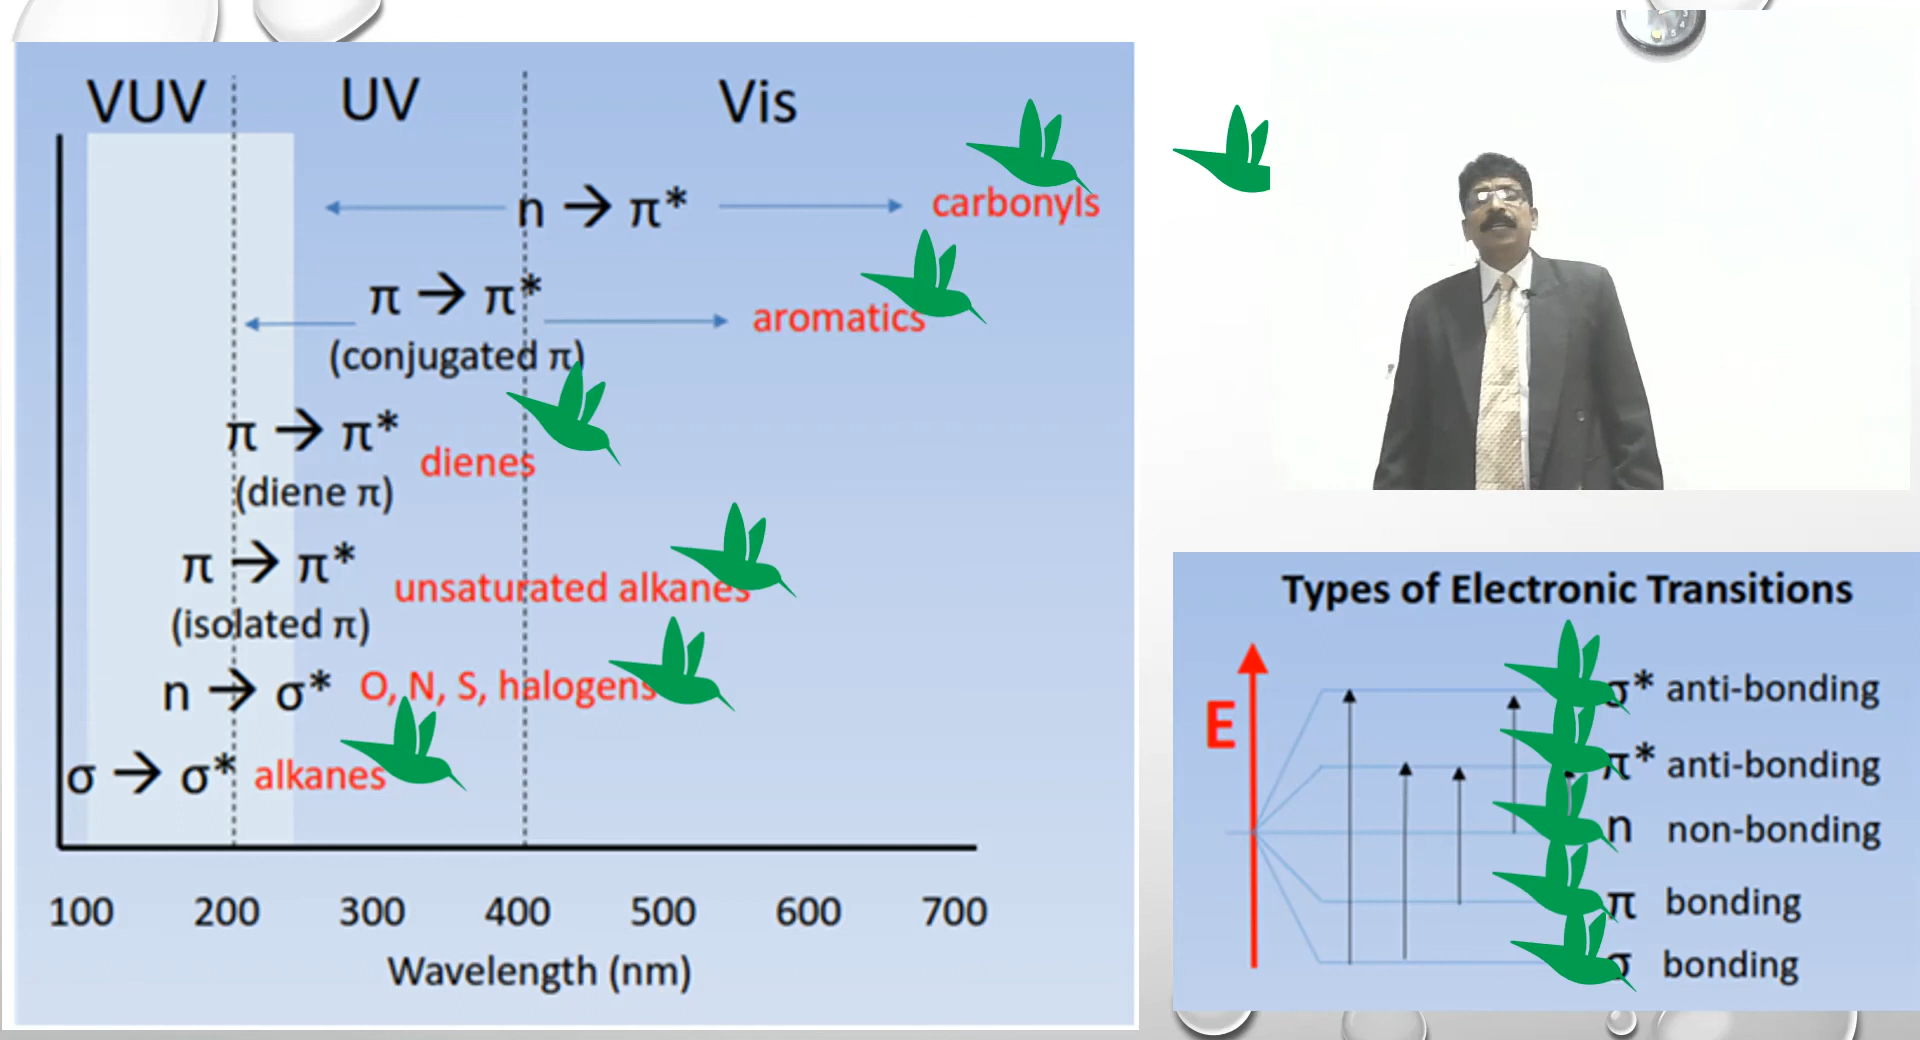 VUV UV Vis
n → π* carbonyls
π → π* aromatics
(conjugated π)
π → π* dienes
(diene π)
π → π* unsaturated alkanes
(isolated π)
n → σ* O, N, S, halogens
σ → σ* alkanes
100 200 300 400 500 600 700
Wavelength (nm)
Types of Electronic Transitions
E
σ* anti-bonding
π* anti-bonding
n non-bonding
π bonding
σ bonding